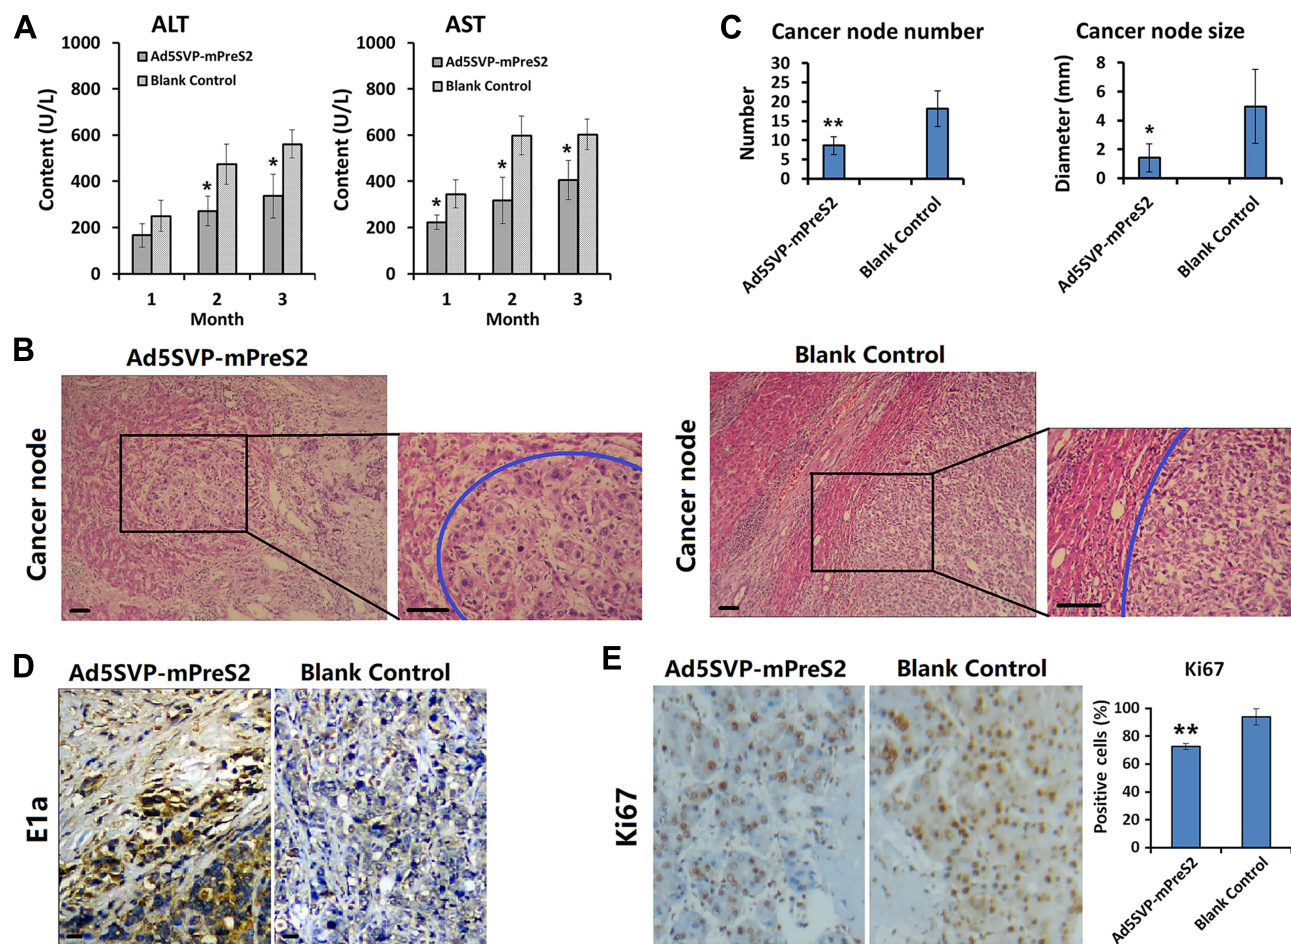 A
ALT
1000
800
600
400
200
0
Content (U/L)
Ad5SVP-mPreS2
Blank Control
*
*
1 2 3
Month
AST
1000
800
600
400
200
0
Content (U/L)
Ad5SVP-mPreS2
Blank Control
*
*
*
1 2 3
Month
C
Cancer node number
30
25
20
15
10
5
0
Number
**
Ad5SVP-mPreS2
Blank Control
Cancer node size
8
6
4
2
0
Diameter (mm)
*
Ad5SVP-mPreS2
Blank Control
B
Ad5SVP-mPreS2
Cancer node
Blank Control
Cancer node
D
Ad5SVP-mPreS2
Blank Control
E1a
E
Ad5SVP-mPreS2
Blank Control
Ki67
Ki67
100
80
60
40
20
0
Positive cells (%)
**
Ad5SVP-mPreS2
Blank Control